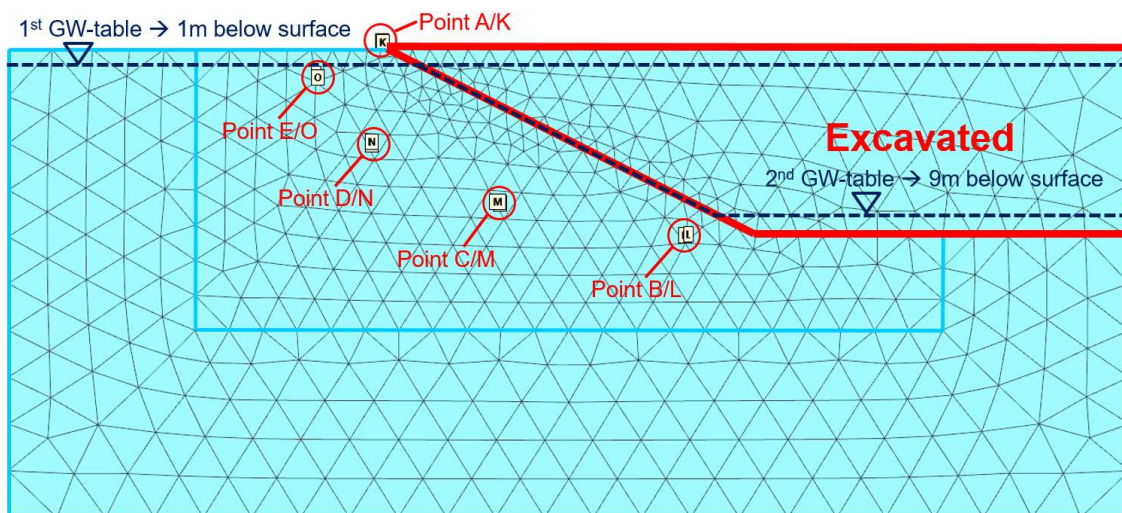 1st GW-table → 1m below surface
Point A/K
K
O
Point E/O
N
Point D/N
Excavated
2nd GW-table → 9m below surface
M
Point C/M
L
Point B/L